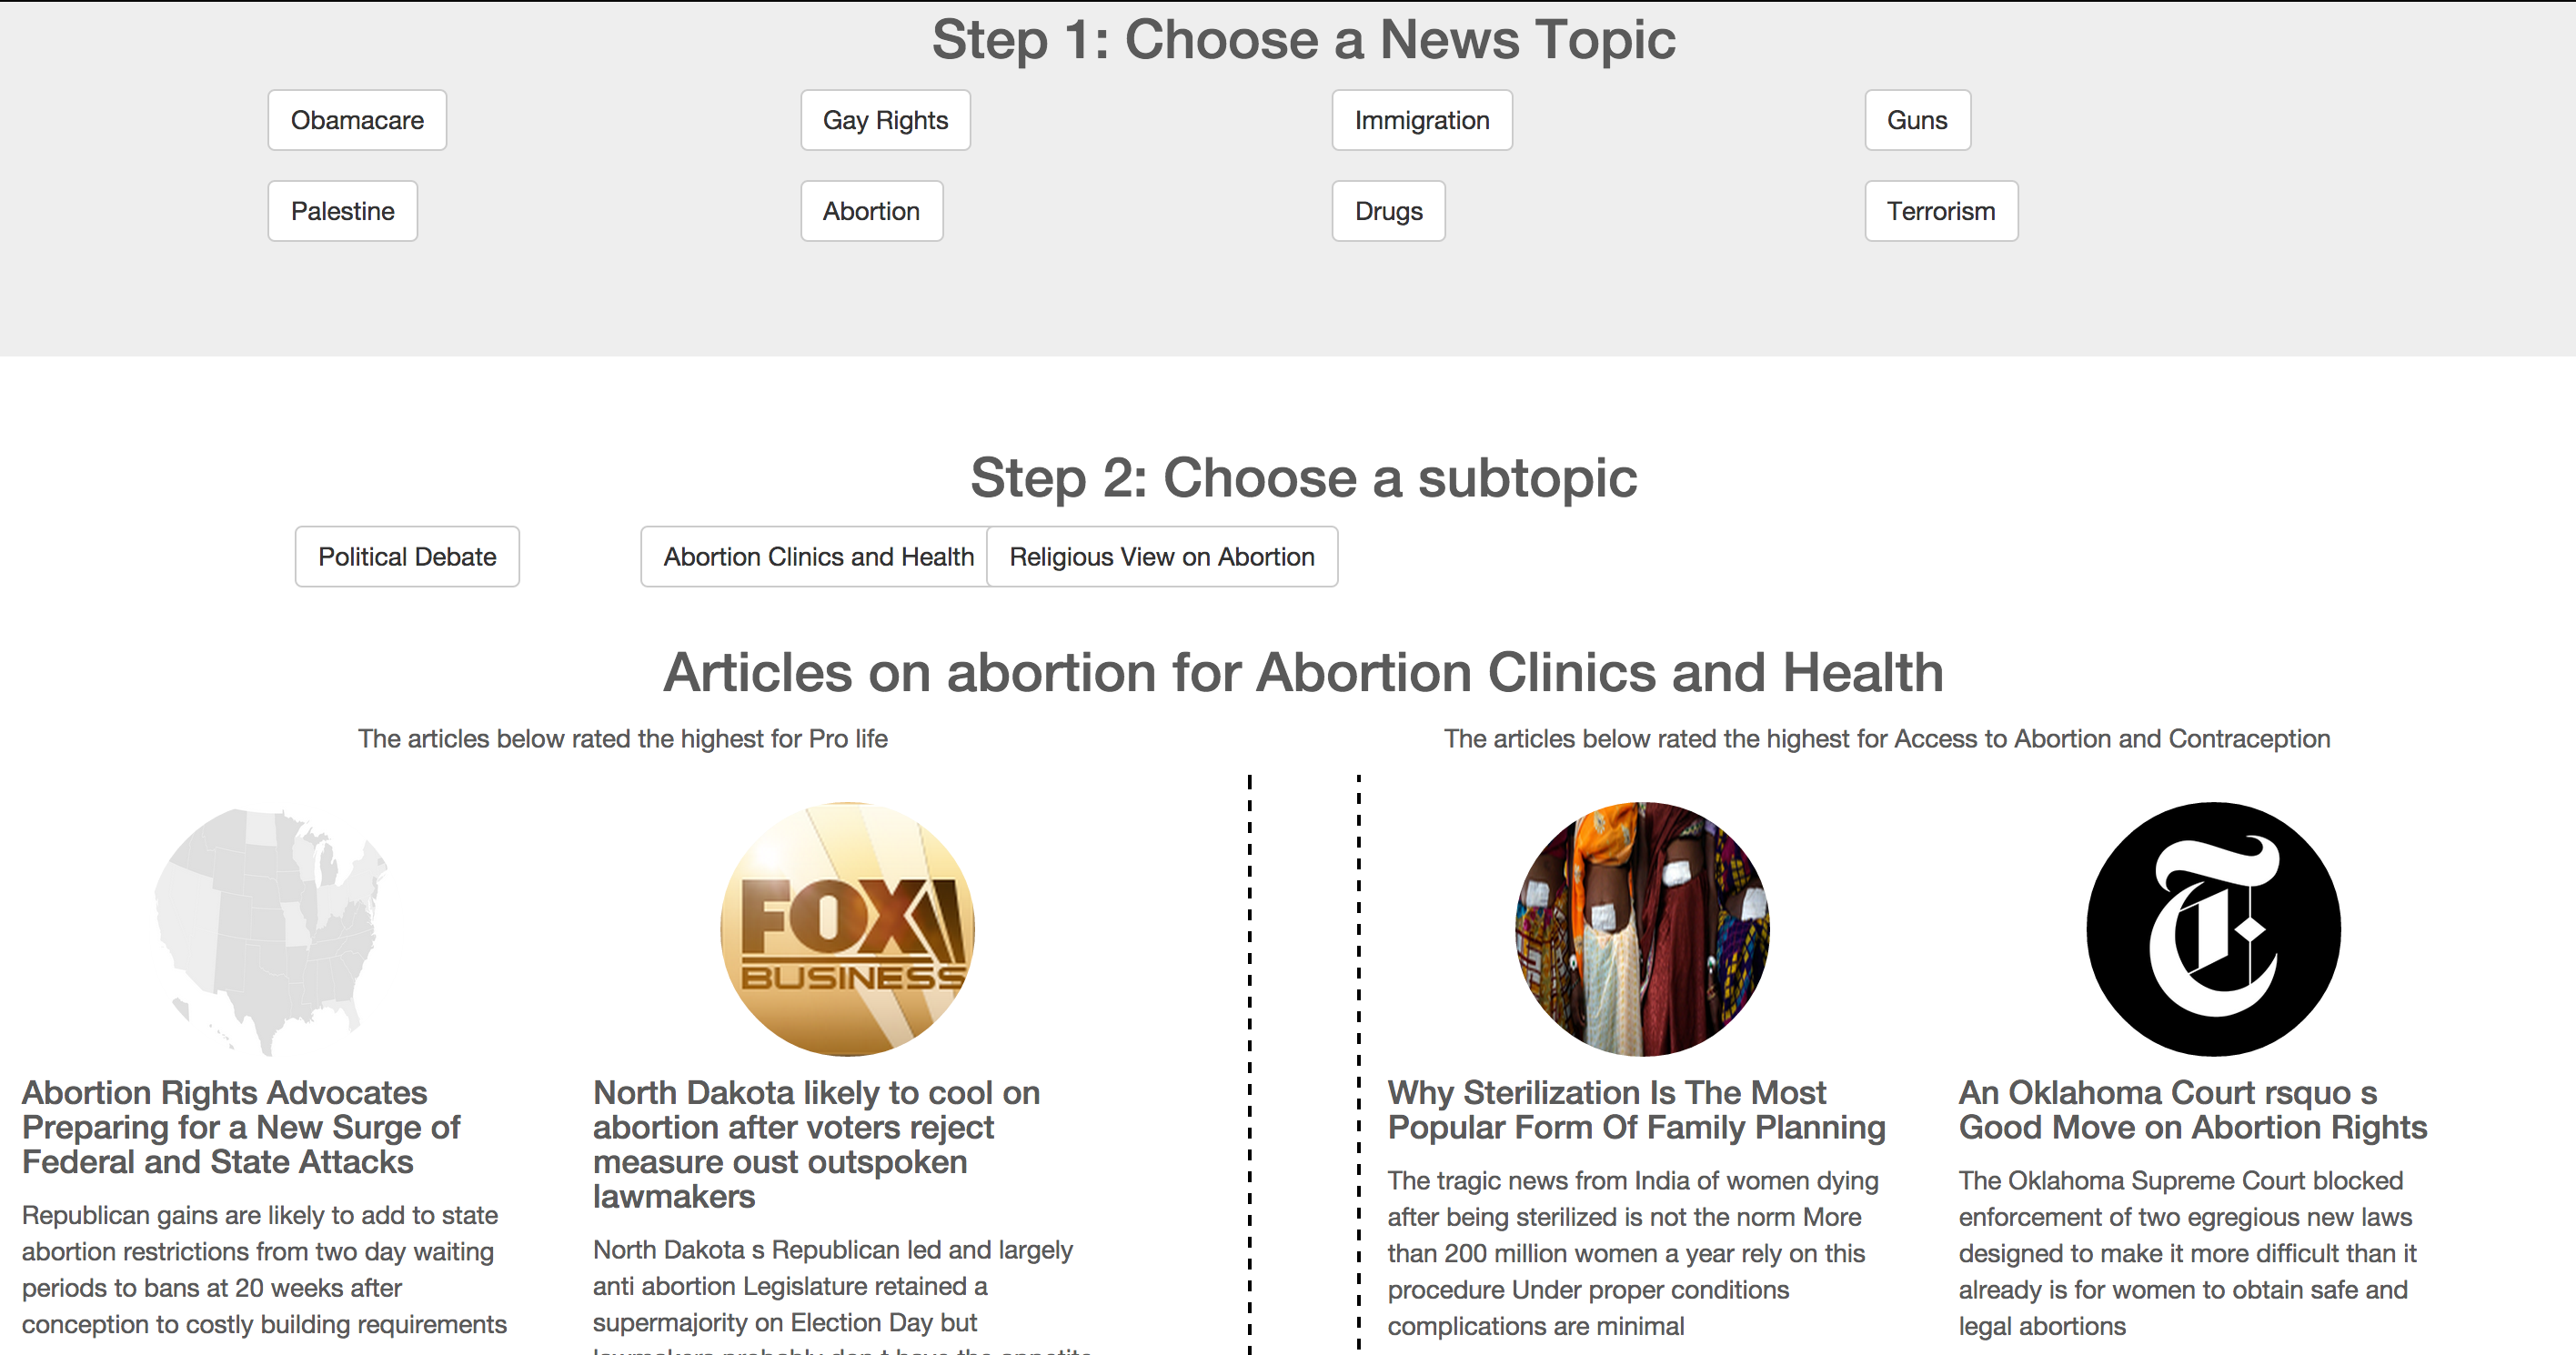 Step 1: Choose a News Topic
Obamacare
Gay Rights
Immigration
Guns
Palestine
Abortion
Drugs
Terrorism
Step 2: Choose a subtopic
Political Debate
Abortion Clinics and Health
Religious View on Abortion
Articles on abortion for Abortion Clinics and Health
The articles below rated the highest for Pro life
FOX
BUSINESS
Abortion Rights Advocates
Preparing for a New Surge of
Federal and State Attacks
Republican gains are likely to add to state
abortion restrictions from two day waiting
periods to bans at 20 weeks after
conception to costly building requirements
North Dakota likely to cool on
abortion after voters reject
measure oust outspoken
lawmakers
North Dakota s Republican led and largely
anti abortion Legislature retained a
supermajority on Election Day but
lawmakers probably don t have the appetite
The articles below rated the highest for Access to Abortion and Contraception
T
Why Sterilization Is The Most
Popular Form Of Family Planning
The tragic news from India of women dying
after being sterilized is not the norm More
than 200 million women a year rely on this
procedure Under proper conditions
complications are minimal
An Oklahoma Court rsquo s
Good Move on Abortion Rights
The Oklahoma Supreme Court blocked
enforcement of two egregious new laws
designed to make it more difficult than it
already is for women to obtain safe and
legal abortions